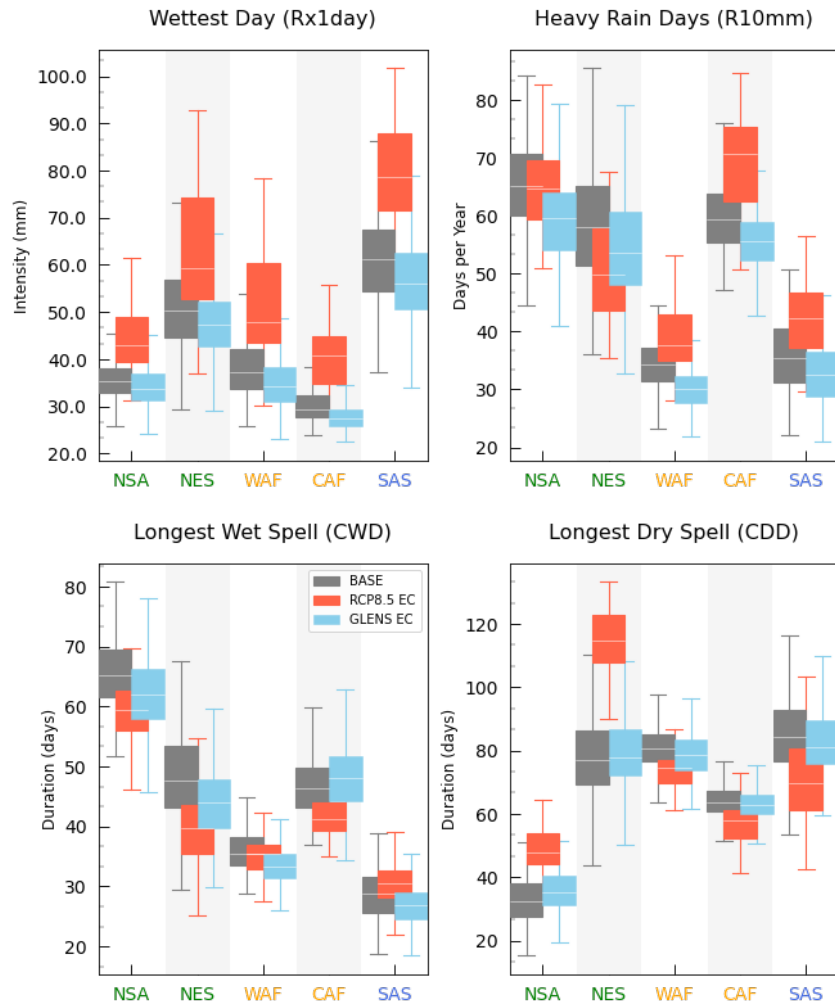 Wettest Day (Rx1day)
Heavy Rain Days (R10mm)
Intensity (mm)
100.0
90.0
80.0
70.0
60.0
50.0
40.0
30.0
20.0
NSA NES WAF CAF SAS
Days per Year
80
70
60
50
40
30
20
NSA NES WAF CAF SAS
Longest Wet Spell (CWD)
Longest Dry Spell (CDD)
Duration (days)
80
70
60
50
40
30
20
BASE
RCP8.5 EC
GLENS EC
NSA NES WAF CAF SAS
Duration (days)
120
100
80
60
40
20
NSA NES WAF CAF SAS